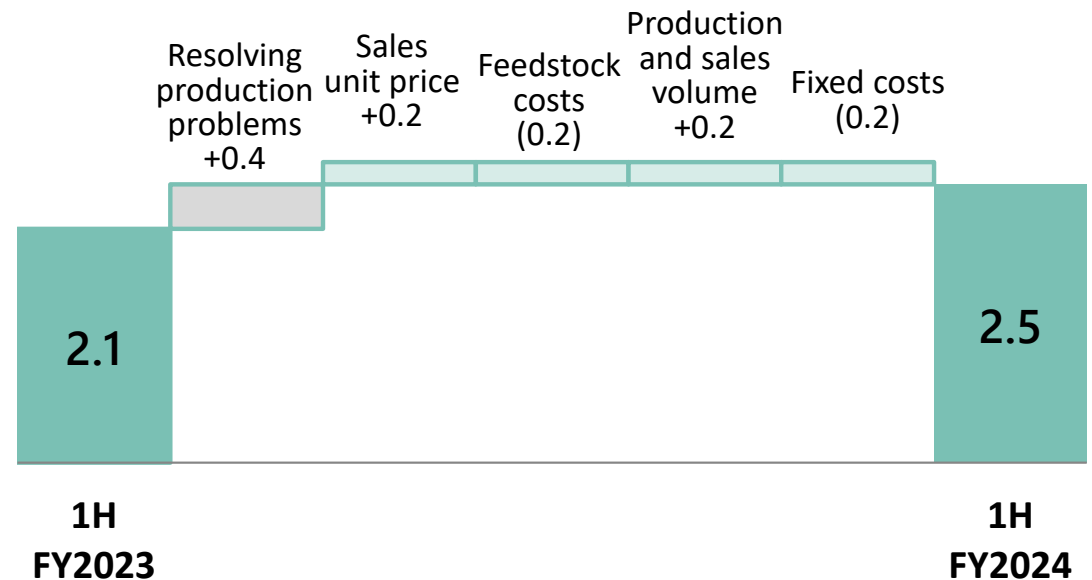 Resolving
production
problems
+0.4
Sales
unit price
+0.2
Feedstock
costs
(0.2)
Production
and sales
volume
+0.2
Fixed costs
(0.2)
2.1
2.5
1H
FY2023
1H
FY2024